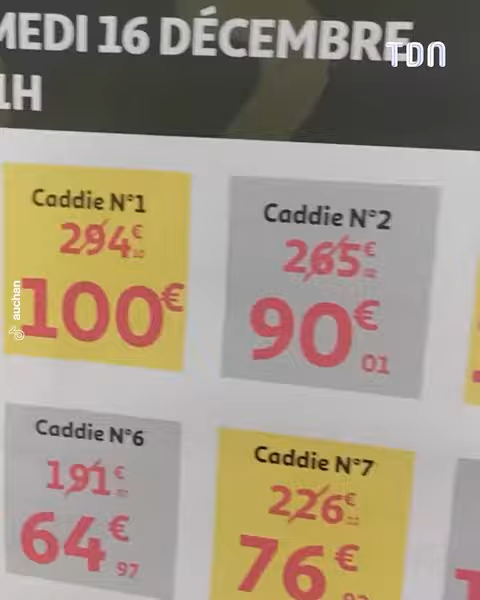 MEDI 16 DÉCEMBRE
TDN
1H
Caddie N°1
294€
100€
Caddie N°2
265€
90€01
auchan
Caddie N°6
191€
64€97
Caddie N°7
226€
76€